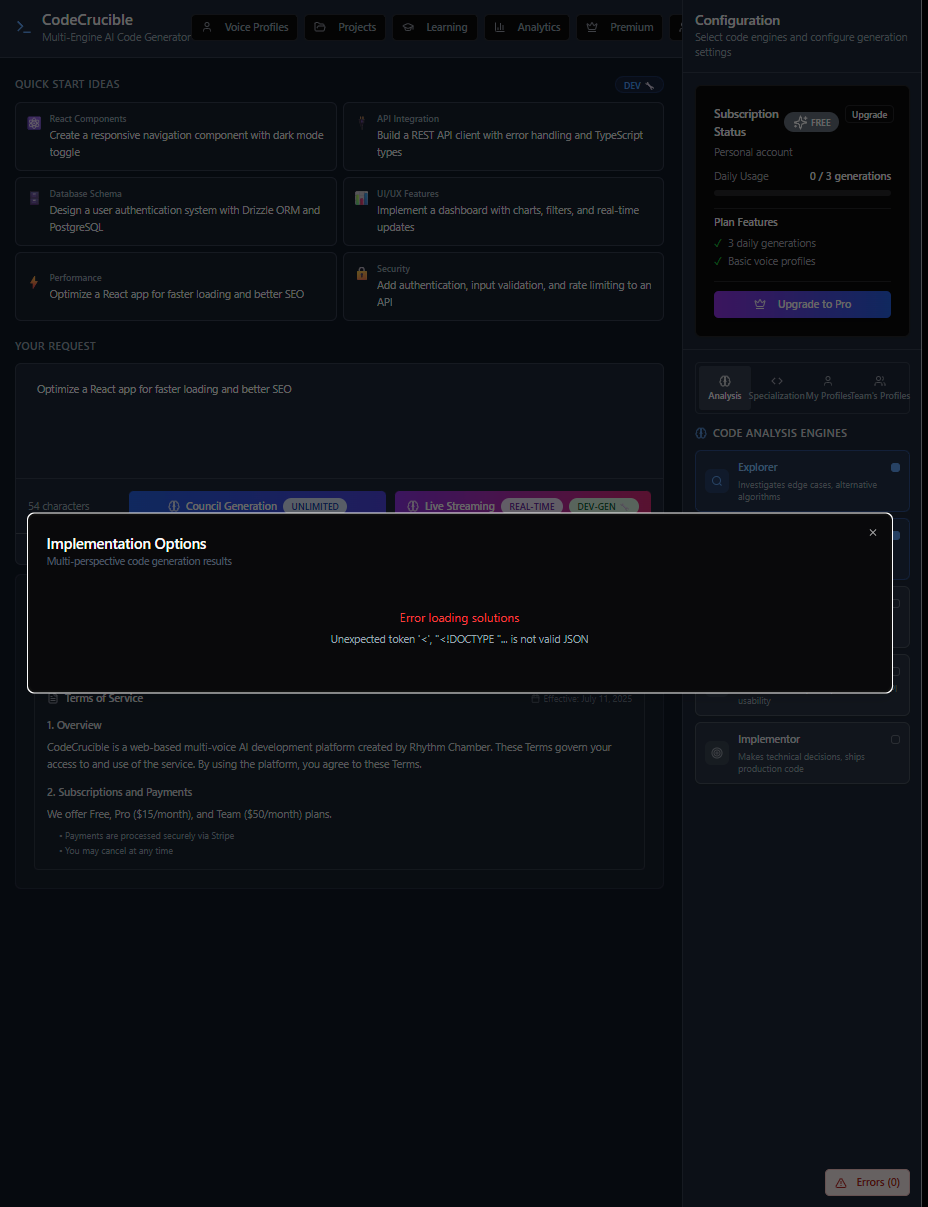 CodeCrucible
Multi-Engine AI Code Generator
Voice Profiles
Projects
Learning
Analytics
Premium
Configuration
Select code engines and configure generation
settings
QUICK START IDEAS
DEV
React Components
Create a responsive navigation component with dark mode
toggle
API Integration
Build a REST API client with error handling and TypeScript
types
Database Schema
Design a user authentication system with Drizzle ORM and
PostgreSQL
UI/UX Features
Implement a dashboard with charts, filters, and real-time
updates
Performance
Optimize a React app for faster loading and better SEO
Security
Add authentication, input validation, and rate limiting to an
API
Subscription
Status
FREE
Upgrade
Personal account
Daily Usage
0 / 3 generations
Plan Features
✓ 3 daily generations
✓ Basic voice profiles
Upgrade to Pro
YOUR REQUEST
Optimize a React app for faster loading and better SEO
54 characters
Council Generation
UNLIMITED
Live Streaming
REAL-TIME
DEV-GEN
Analysis
Specialization
My Profiles
Team's Profiles
CODE ANALYSIS ENGINES
Explorer
Investigates edge cases, alternative
algorithms
Implementation Options
Multi-perspective code generation results
×
Error loading solutions
Unexpected token '<', "<!DOCTYPE "... is not valid JSON
usability
Implementor
Makes technical decisions, ships
production code
Terms of Service
Effective: July 11, 2025
1. Overview
CodeCrucible is a web-based multi-voice AI development platform created by Rhythm Chamber. These Terms govern your
access to and use of the service. By using the platform, you agree to these Terms.
2. Subscriptions and Payments
We offer Free, Pro ($15/month), and Team ($50/month) plans.
• Payments are processed securely via Stripe
• You may cancel at any time
Errors (0)